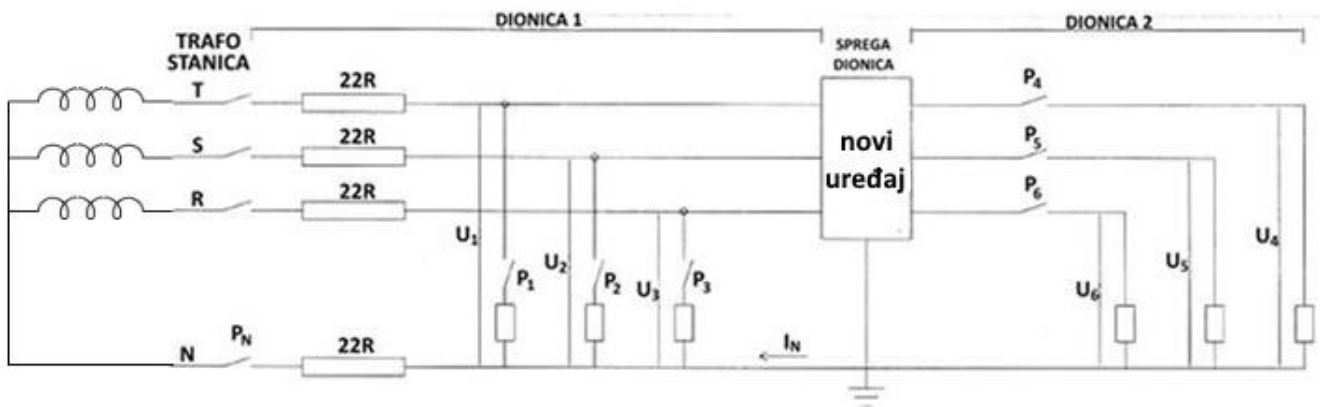 DIONICA 1
DIONICA 2
TRAFO
STANICA
SPREGA
DIONICA
T
22R
P4
S
22R
P5
novi
uređaj
R
22R
P6
U1
U2
U3
P1
P2
P3
U4
U5
U6
N
PN
22R
IN